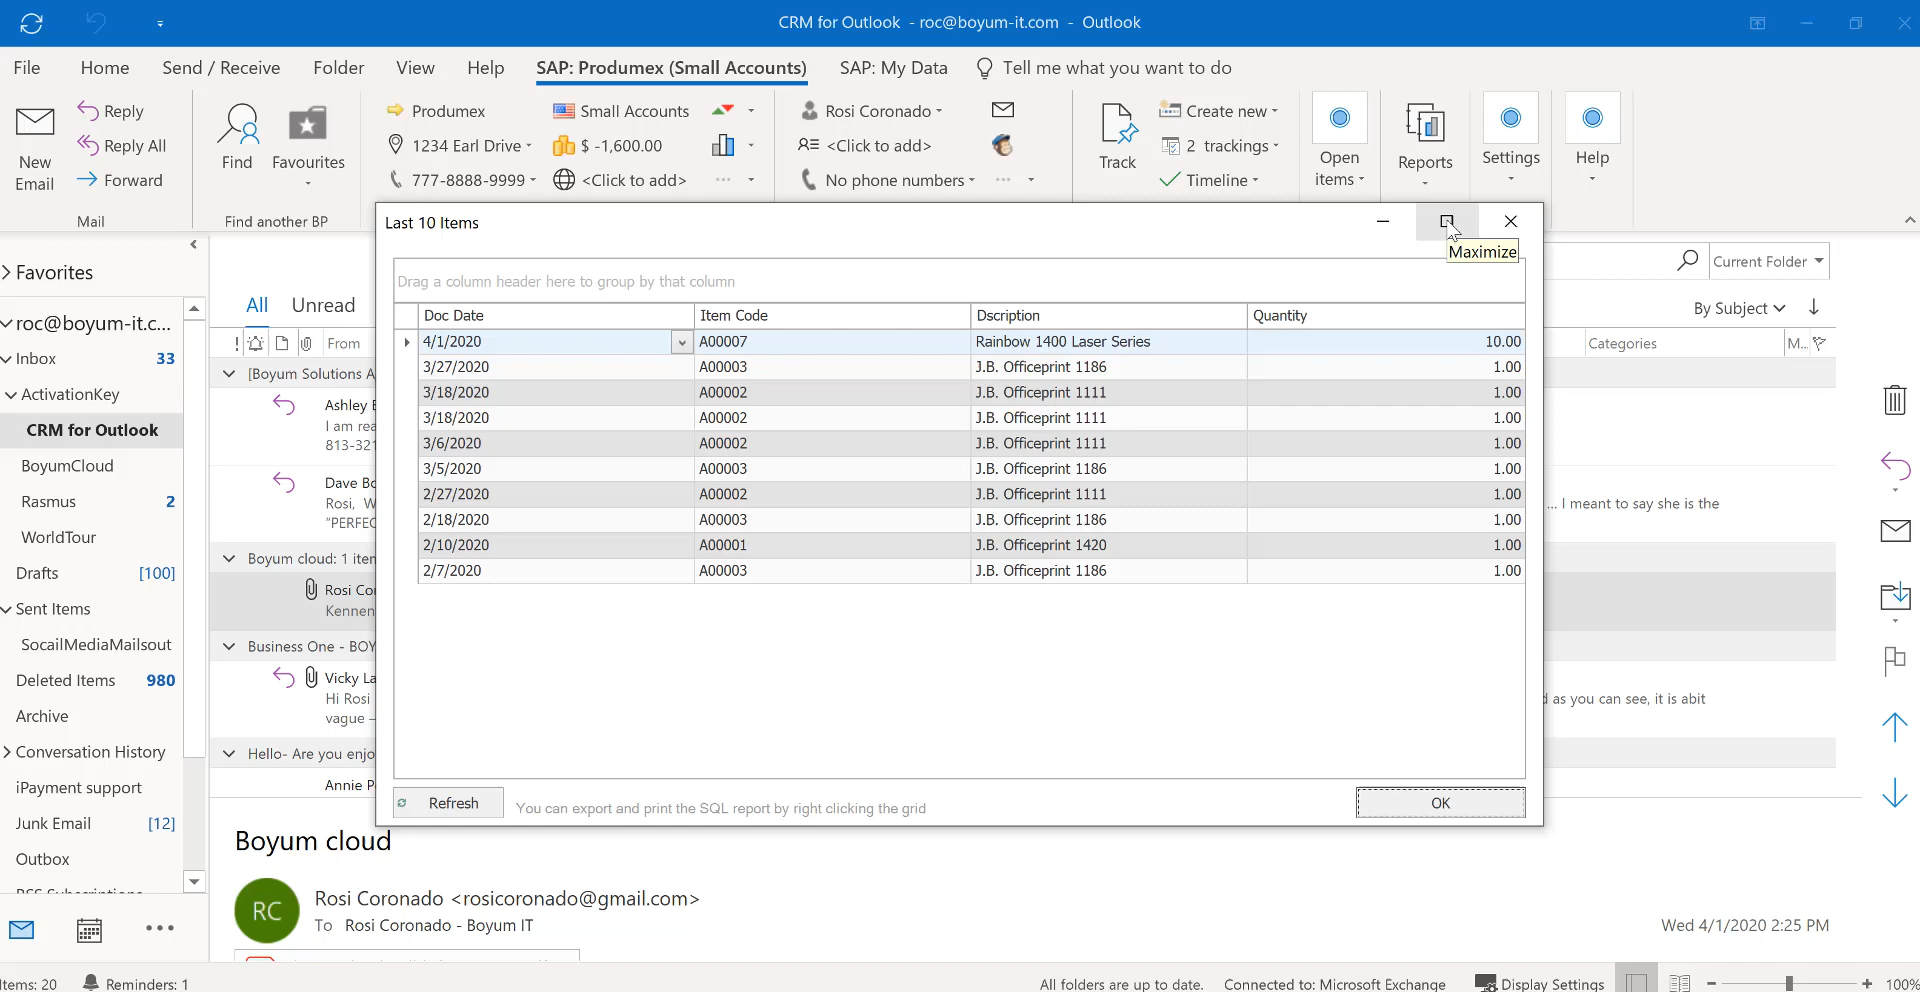 CRM for Outlook - roc@boyum-it.com - Outlook
File Home Send / Receive Folder View Help SAP: Produmex (Small Accounts) SAP: My Data Tell me what you want to do
New Email
Reply
Reply All
Forward
Mail
Find
Favourites
Find another BP
Produmex
1234 Earl Drive
777-8888-9999
Small Accounts
$ -1,600.00
<Click to add>
Rosi Coronado
<Click to add>
No phone numbers
Track
Create new
2 trackings
Timeline
Open items
Reports
Settings
Help
Last 10 Items
Maximize
Drag a column header here to group by that column
Doc Date Item Code Dscription Quantity
4/1/2020 A00007 Rainbow 1400 Laser Series 10.00
3/27/2020 A00003 J.B. Officeprint 1186 1.00
3/18/2020 A00002 J.B. Officeprint 1111 1.00
3/18/2020 A00002 J.B. Officeprint 1111 1.00
3/6/2020 A00002 J.B. Officeprint 1111 1.00
3/5/2020 A00003 J.B. Officeprint 1186 1.00
2/27/2020 A00002 J.B. Officeprint 1111 1.00
2/18/2020 A00003 J.B. Officeprint 1186 1.00
2/10/2020 A00001 J.B. Officeprint 1420 1.00
2/7/2020 A00003 J.B. Officeprint 1186 1.00
Refresh
You can export and print the SQL report by right clicking the grid
OK
Favorites
roc@boyum-it.c...
Inbox 33
ActivationKey
CRM for Outlook
BoyumCloud
Rasmus 2
WorldTour
Drafts [100]
Sent Items
SocailMediaMailsout
Deleted Items 980
Archive
Conversation History
iPayment support
Junk Email [12]
Outbox
RSS Subscriptions
All Unread
! From
[Boyum Solutions A
Ashley
I am rea
813-321
Dave Bo
Rosi, W
"PERFEC
Boyum cloud: 1 iter
Rosi Co
Kennen
Business One - BOY
Vicky La
Hi Rosi
vague –
Hello- Are you enjo
Annie P
Current Folder
By Subject
Categories M...
... I meant to say she is the
d as you can see, it is abit
Boyum cloud
RC
Rosi Coronado <rosicoronado@gmail.com>
To Rosi Coronado - Boyum IT
Wed 4/1/2020 2:25 PM
tems: 20 Reminders: 1 All folders are up to date. Connected to: Microsoft Exchange Display Settings 100%